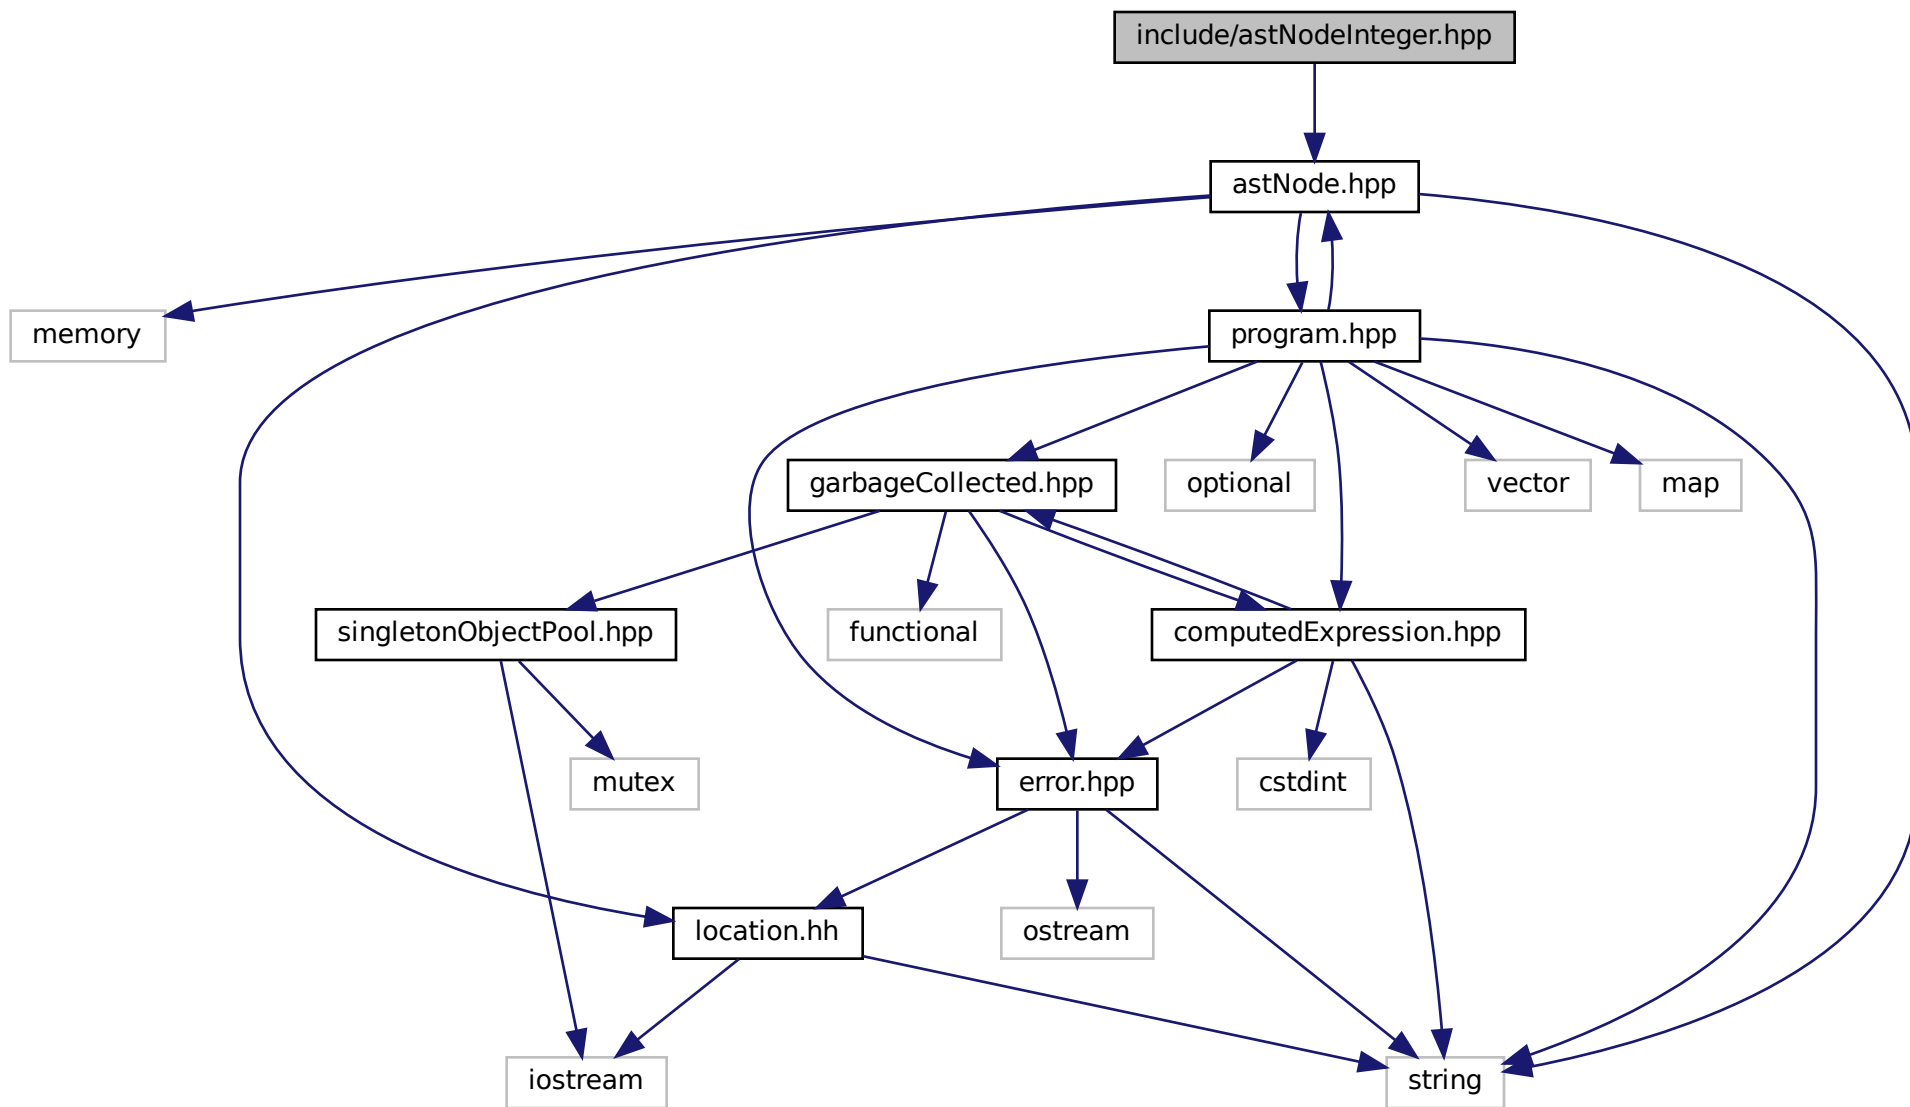 include/astNodeInteger.hpp
astNode.hpp
memory
program.hpp
garbageCollected.hpp
optional
vector
map
singletonObjectPool.hpp
functional
computedExpression.hpp
mutex
error.hpp
cstdint
location.hh
ostream
iostream
string